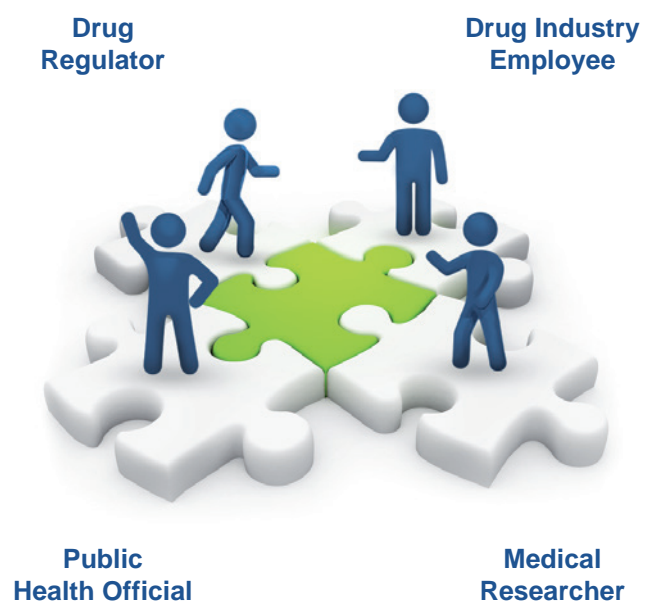 Drug
Regulator
Drug Industry
Employee
Public
Health Official
Medical
Researcher